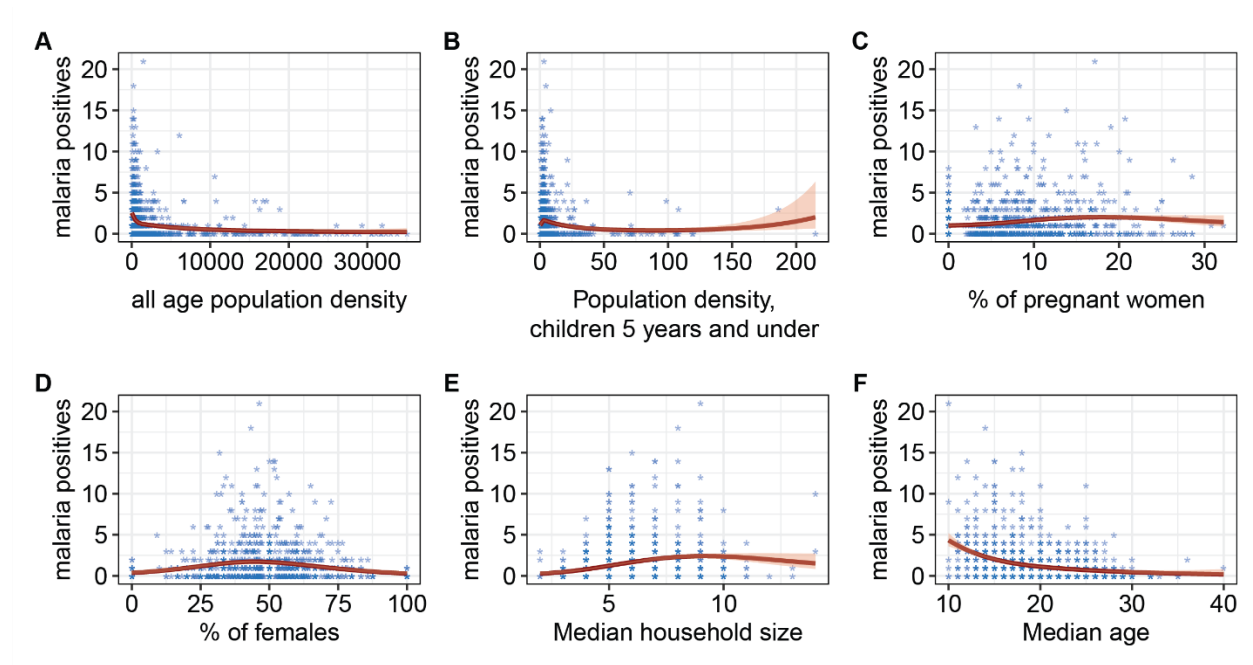 A
B
C
malaria positives
20
15
10
5
0
0
10000
20000
30000
all age population density
malaria positives
20
15
10
5
0
0
50
100
150
200
Population density,
children 5 years and under
malaria positives
20
15
10
5
0
0
10
20
30
% of pregnant women
D
E
F
malaria positives
20
15
10
5
0
0
25
50
75
100
% of females
malaria positives
20
15
10
5
0
5
10
Median household size
malaria positives
20
15
10
5
0
10
20
30
40
Median age